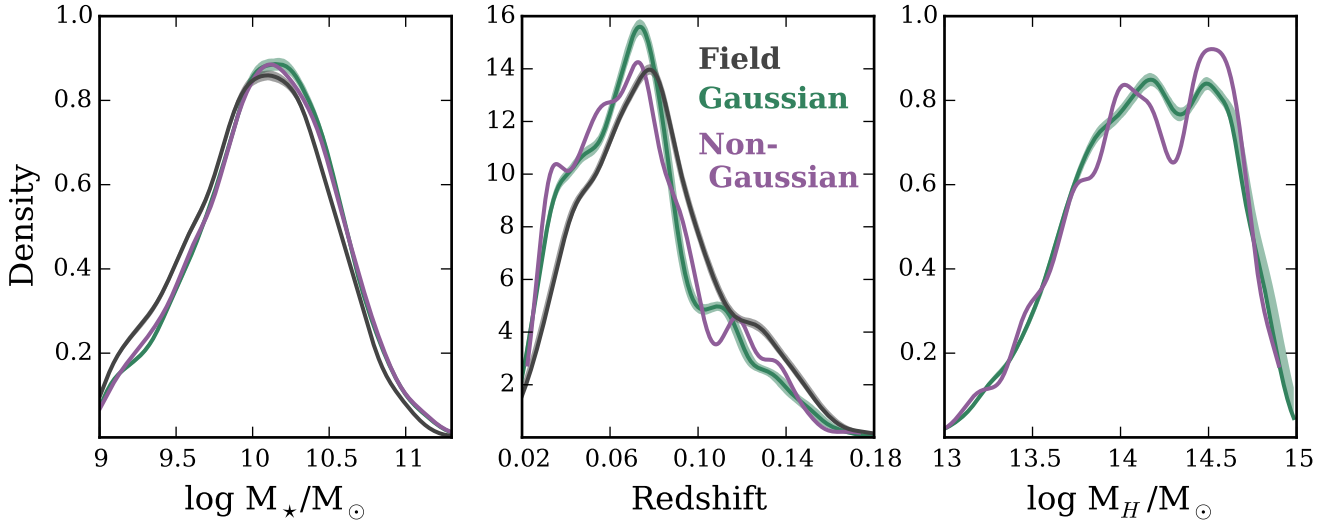 Density
1.0
0.8
0.6
0.4
0.2
9 9.5 10 10.5 11
log M⋆/M⊙
16
14
12
10
8
6
4
2
0.02 0.06 0.10 0.14 0.18
Redshift
Field
Gaussian
Non-
Gaussian
1.0
0.8
0.6
0.4
0.2
13 13.5 14 14.5 15
log M_H/M⊙